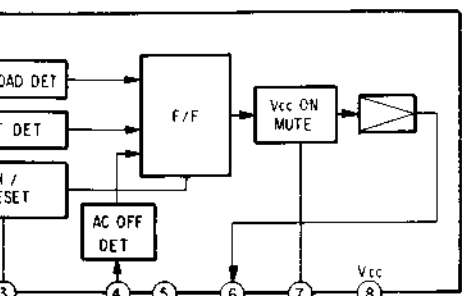 OAD DET
T DET
F/F
Vcc ON
MUTE
N /
ESET
AC OFF
DET
Vcc
3
4
5
6
7
8